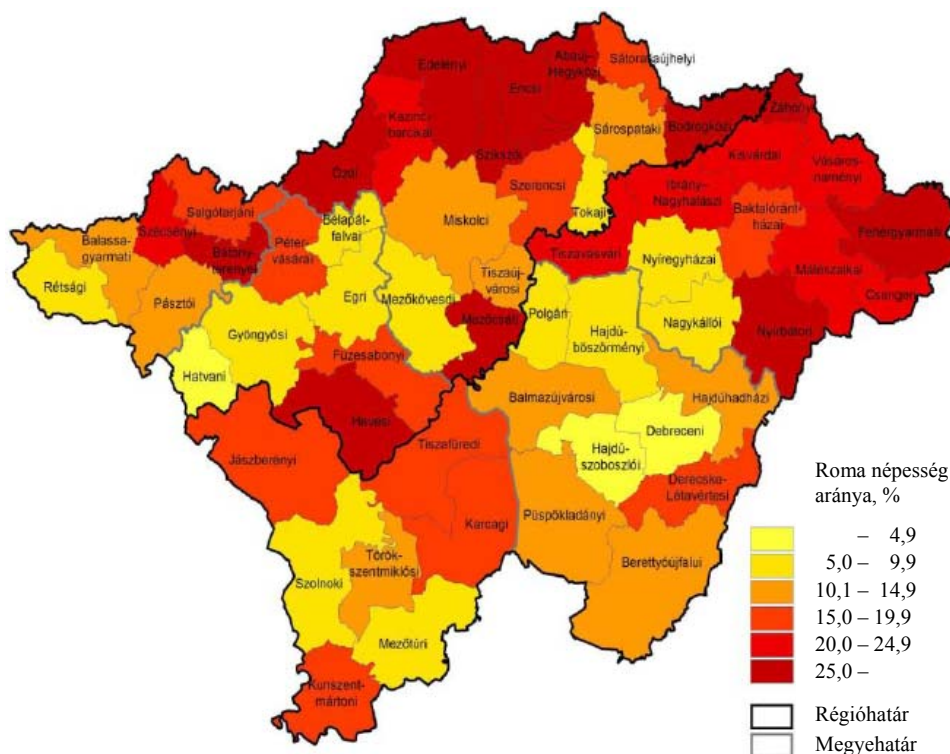 Sátoraljaújhelyi
Abaúj-
Hegyközi
Edelényi
Encsi
Kazinc-
barcikai
Sárospataki
Bodrogközi
Záhonyi
Ózdi
Szikszói
Szerencsi
Kisvárdai
Vásáros-
naményi
Ibrány-
Nagyhalászi
Tokaji
Baktalóránt-
házai
Fehérgyarmati
Salgótarjáni
Szécsényi
Balassa-
gyarmati
Bátony-
terenyei
Péter-
vásárai
Bélapát-
falvai
Miskolci
Tiszavasvári
Nyíregyházai
Mátészalkai
Csengeri
Rétsági
Pásztói
Egri
Mezőkövesdi
Tiszaúj-
városi
Mezőcsáti
Polgári
Nagykállói
Nyírbátori
Gyöngyösi
Hajdú-
böszörményi
Hatvani
Füzesabonyi
Hevesi
Balmazújvárosi
Hajdúhadházi
Jászberényi
Tiszafüredi
Hajdú-
szoboszlói
Debreceni
Derecske-
Létavértesi
Karcagi
Püspökladányi
Berettyóújfalui
Szolnoki
Török-
szentmiklósi
Mezőtúri
Kunszent-
mártoni
Roma népesség
aránya, %
– 4,9
5,0 – 9,9
10,1 – 14,9
15,0 – 19,9
20,0 – 24,9
25,0 –
Régióhatár
Megyehatár